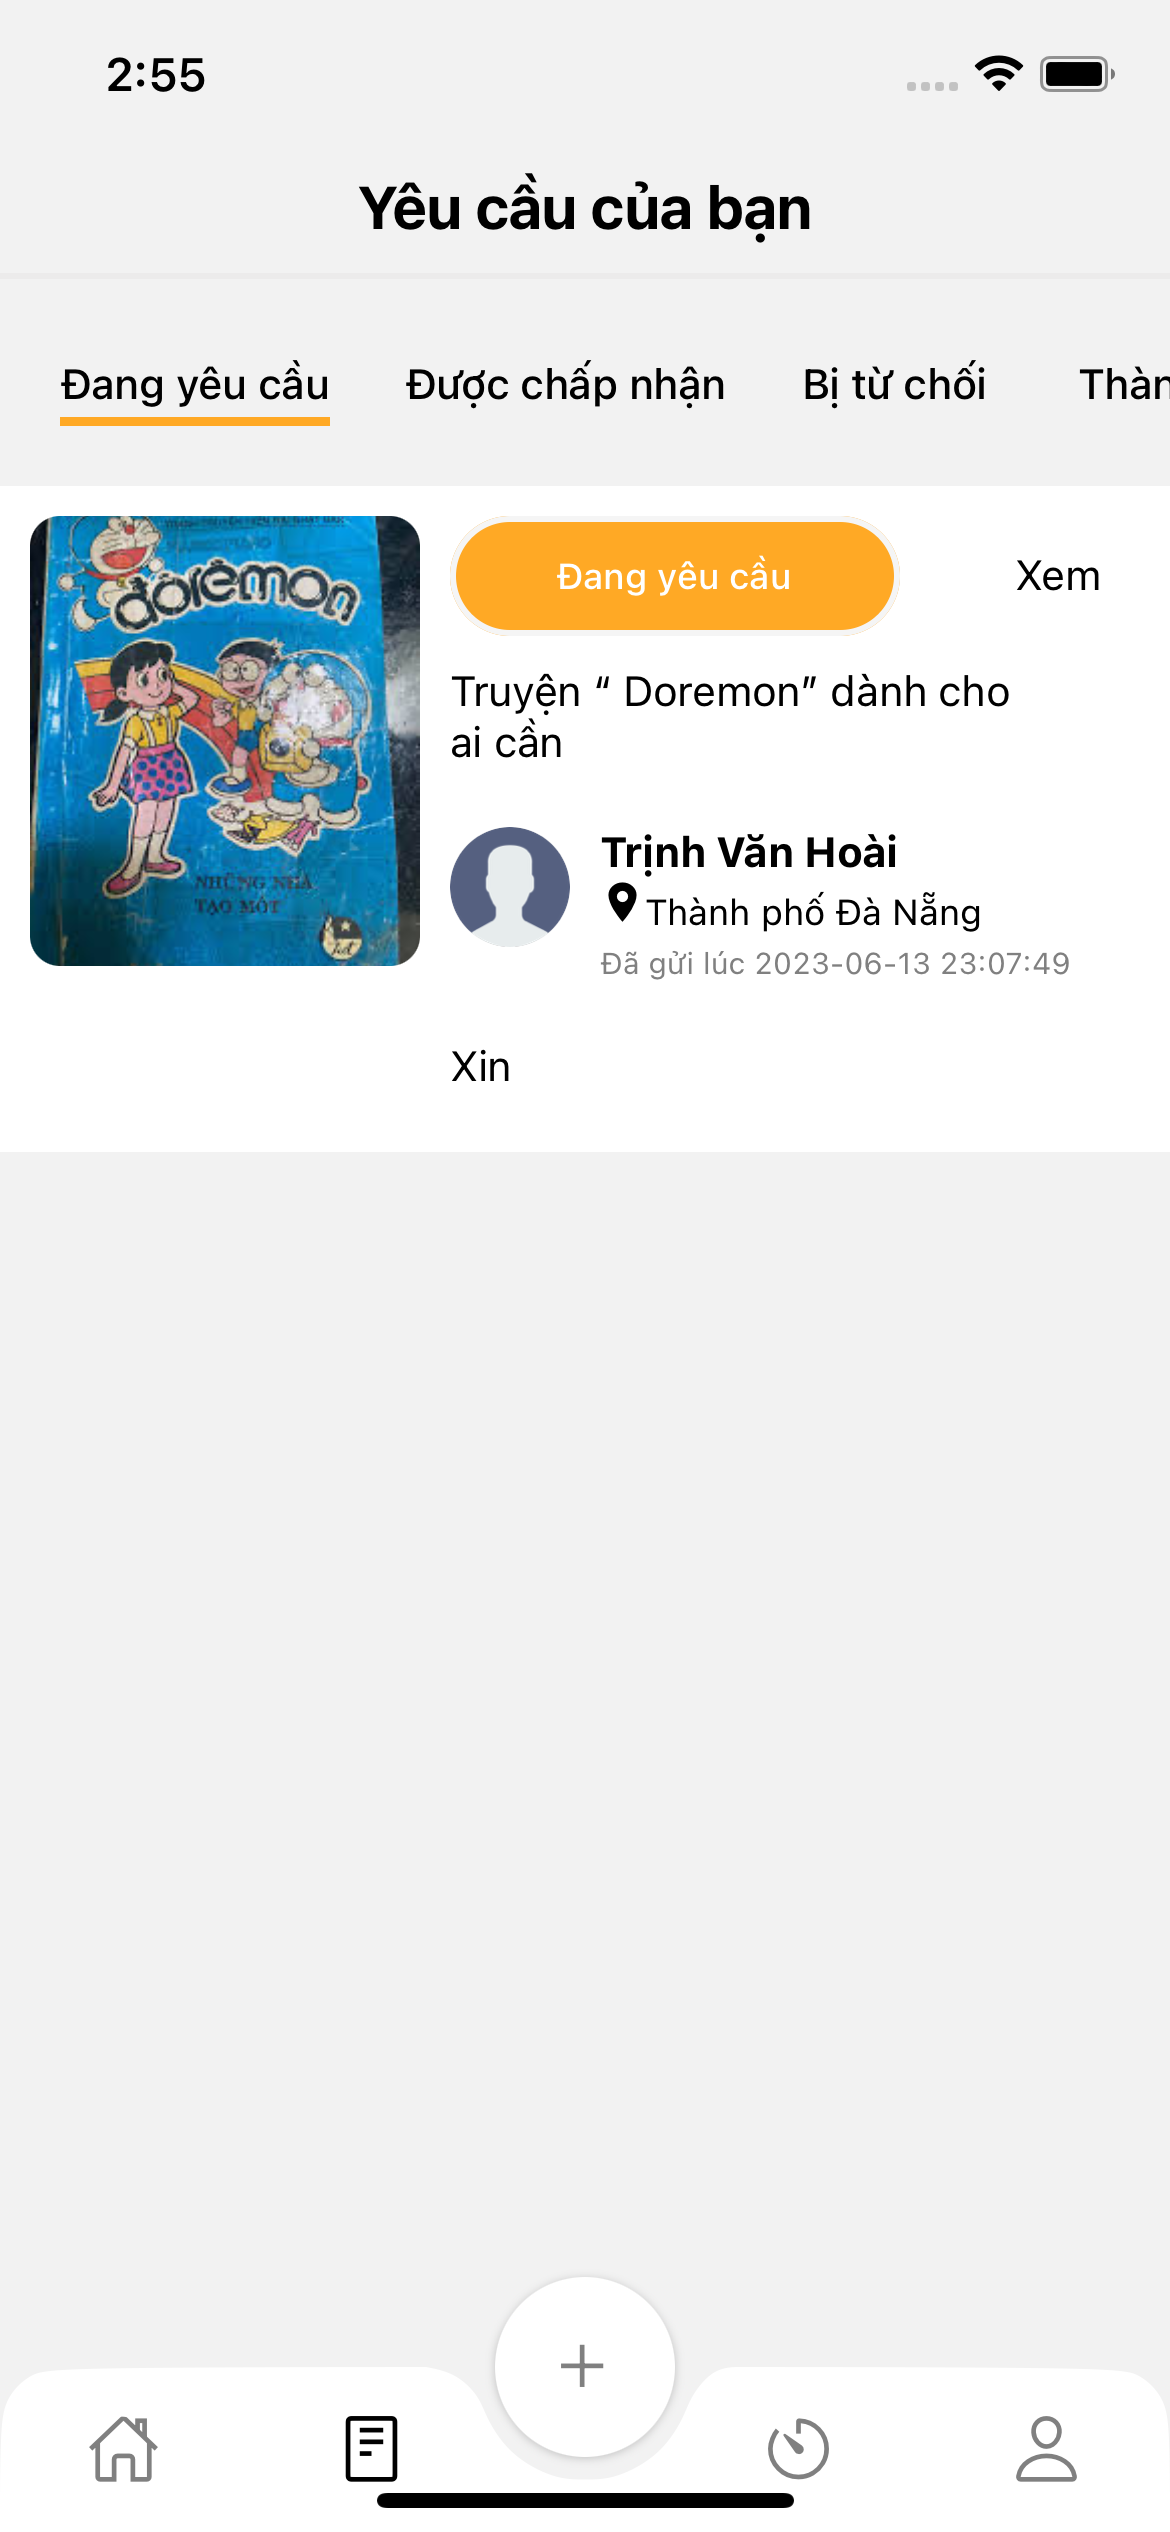 2:55
Yêu cầu của bạn
Đang yêu cầu Được chấp nhận Bị từ chối Thàn
đôrêmon
NHỮNG NHÀ
TẠO MỐT
Đang yêu cầu
Xem
Truyện “ Doremon” dành cho
ai cần
Trịnh Văn Hoài
Thành phố Đà Nẵng
Đã gửi lúc 2023-06-13 23:07:49
Xin